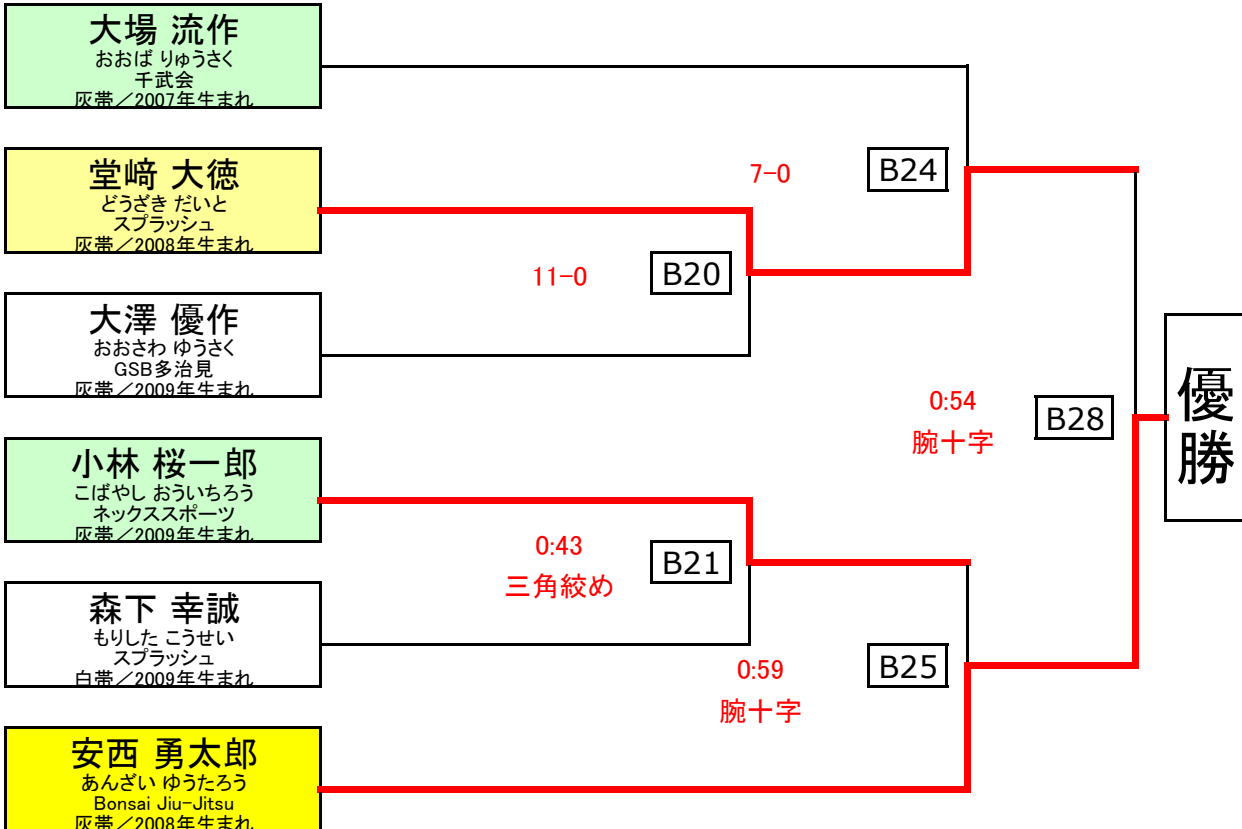 大場 流作
おおば りゅうさく
千武会
灰帯／2007年生まれ
堂﨑 大徳
どうざき だいと
スプラッシュ
灰帯／2008年生まれ
大澤 優作
おおさわ ゆうさく
GSB多治見
灰帯／2009年生まれ
小林 桜一郎
こばやし おういちろう
ネックススポーツ
灰帯／2009年生まれ
森下 幸誠
もりした こうせい
スプラッシュ
白帯／2009年生まれ
安西 勇太郎
あんざい ゆうたろう
Bonsai Jiu-Jitsu
灰帯／2008年生まれ
11-0
B20
0:43
三角絞め
B21
7-0
B24
0:59
腕十字
B25
0:54
腕十字
B28
優勝